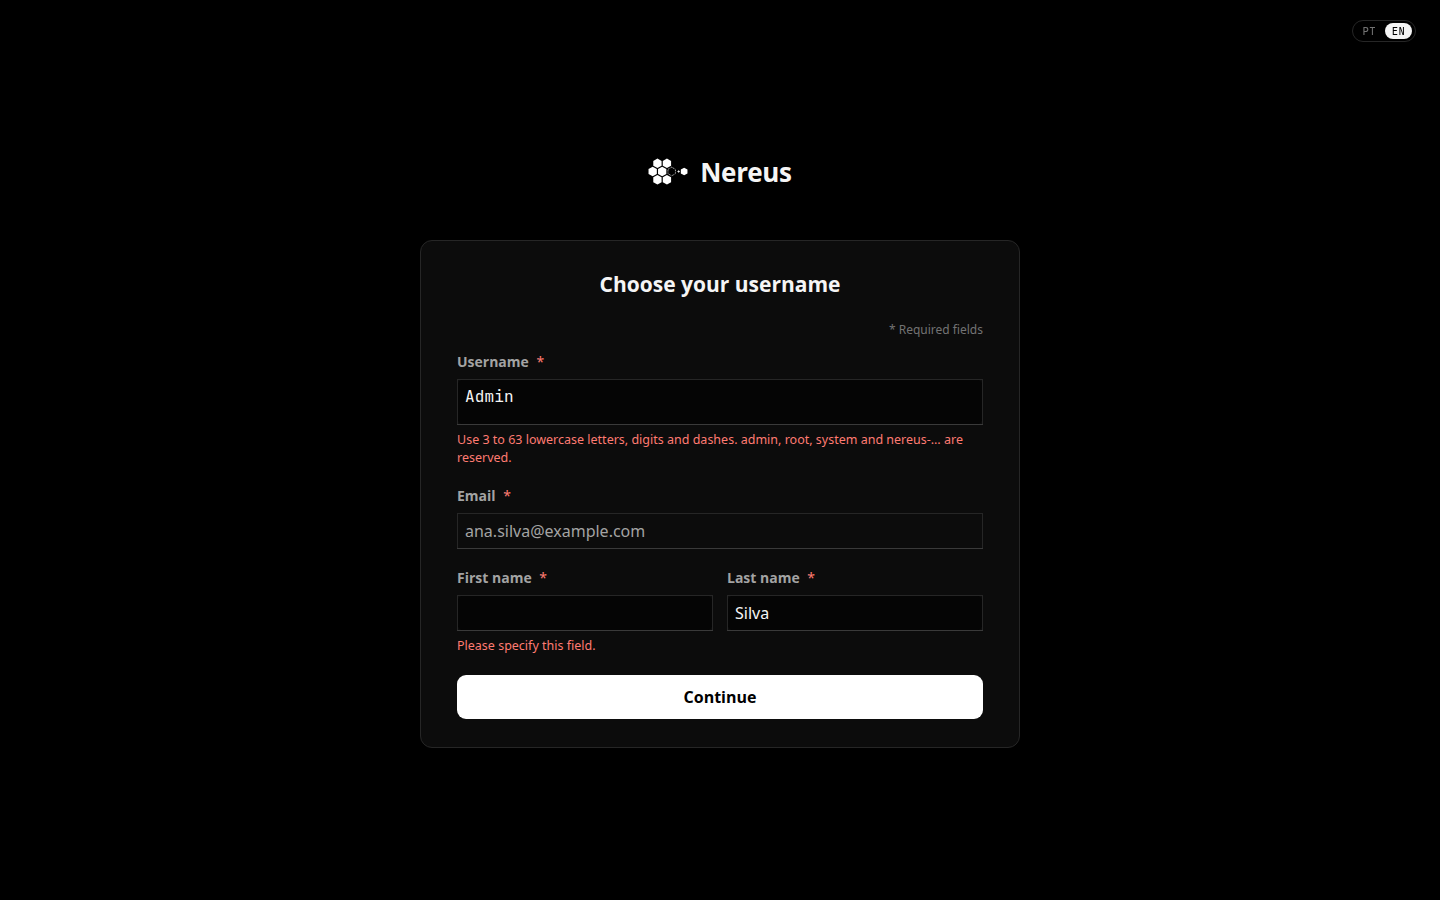 PT EN
Nereus
Choose your username
* Required fields
Username *
Admin
Use 3 to 63 lowercase letters, digits and dashes. admin, root, system and nereus-... are
reserved.
Email *
ana.silva@example.com
First name * Last name *
Silva
Please specify this field.
Continue